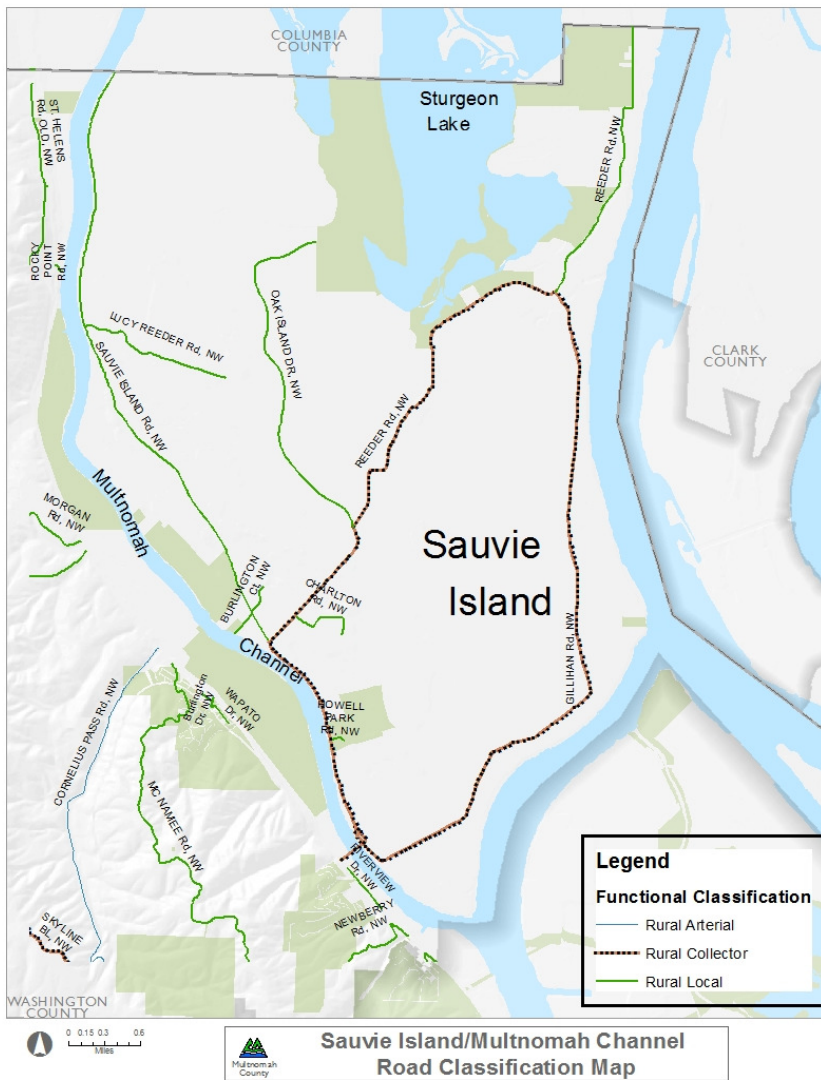 COLUMBIA
COUNTY
Sturgeon
Lake
ST. HELENS
Rd, OLD, NW
REEDER Rd.NW
ROCKY
POINT
Rd, NW
LUCY REEDER Rd, NW
OAK ISLAND DR, NW
CLARK
COUNTY
SAUVIE ISLAND Rd, NW
REEDER Rd, NW
Multnomah
Channel
MORGAN
Rd, NW
Sauvie
Island
BURLINGTON
Ct, NW
CHARLTON
Rd, NW
GILLIHAN Rd, NW
CORNELIUS PASS Rd, NW
Burlington
Dr, NW
WAPATO
Dr, NW
HOWELL
PARK
Rd, NW
MC NAMEE Rd, NW
RIVERVIEW
Dr, NW
NEWBERRY
Rd, NW
SKYLINE
BL, NW
WASHINGTON
COUNTY
Legend
Functional Classification
Rural Arterial
Rural Collector
Rural Local
0 0.15 0.3 0.6
Miles
Multnomah
County
Sauvie Island/Multnomah Channel
Road Classification Map